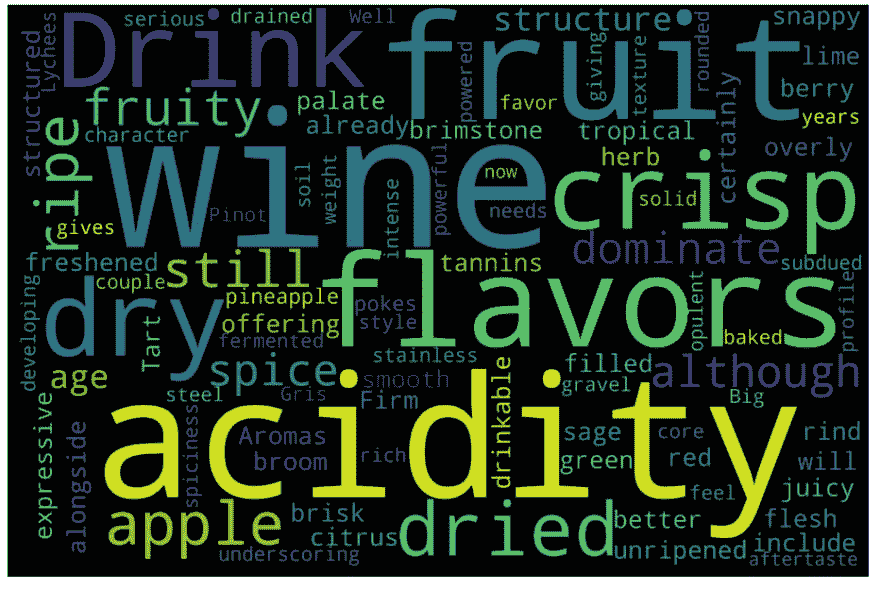 serious
drained
Well
structure
snappy
Drink
fruit
structured
Lychees
powered
giving
texture
rounded
lime
fruity.
palate
favor
berry
years
character
already
brimstone
tropical
certainly
ripe
wine
herb
overly
soil
weight
intense
powerful
now
needs
crisp
solid
gives
Pinot
dominate
freshened
still
tannins
subdued
couple
developing
dry
pineapple
pokes
flavors
opulent
profile
offering
style
baked
Tart
fermented
stainless
age
spice
smooth
filled
although
steel
Gris
Firm
drinkable
gravel
Big
expressive
acidity
alongside
spiciness
Aromas
broom
rich
sage
core
rind
green
red
will
feel
juicy
apple
brisk
dried
better
flesh
citrus
underscoring
unripened
include
aftertaste